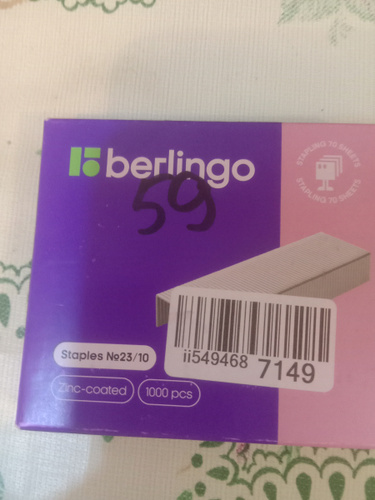 berlingo
59
STAPLING 70 SHEETS
STAPLING 70 SHEETS
ii549468 7149
Staples №23/10
Zinc-coated
1000 pcs